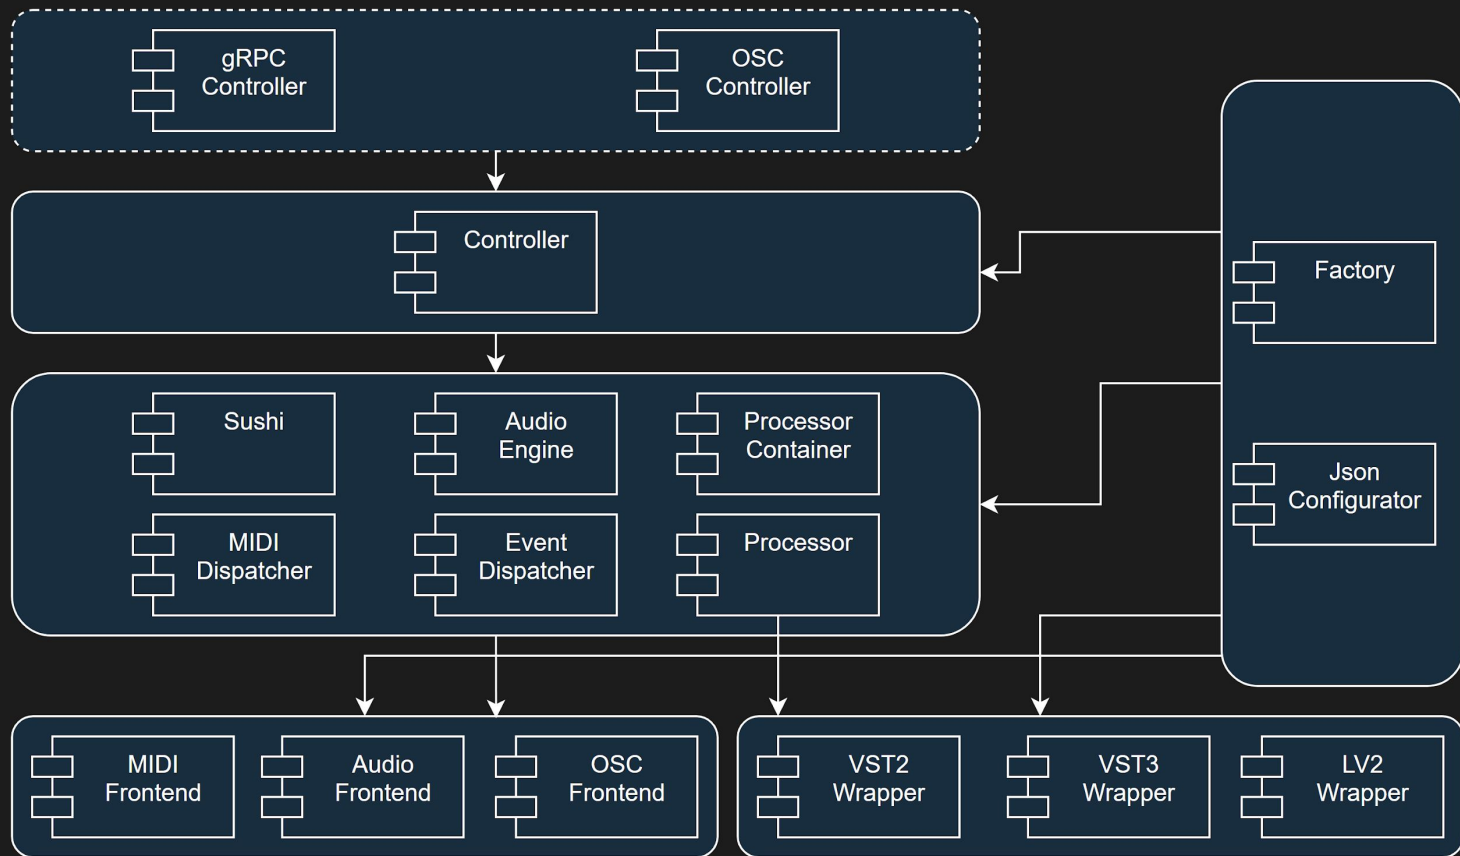 gRPC
Controller
OSC
Controller
Controller
Factory
Sushi
Audio
Engine
Processor
Container
Json
Configurator
MIDI
Dispatcher
Event
Dispatcher
Processor
MIDI
Frontend
Audio
Frontend
OSC
Frontend
VST2
Wrapper
VST3
Wrapper
LV2
Wrapper